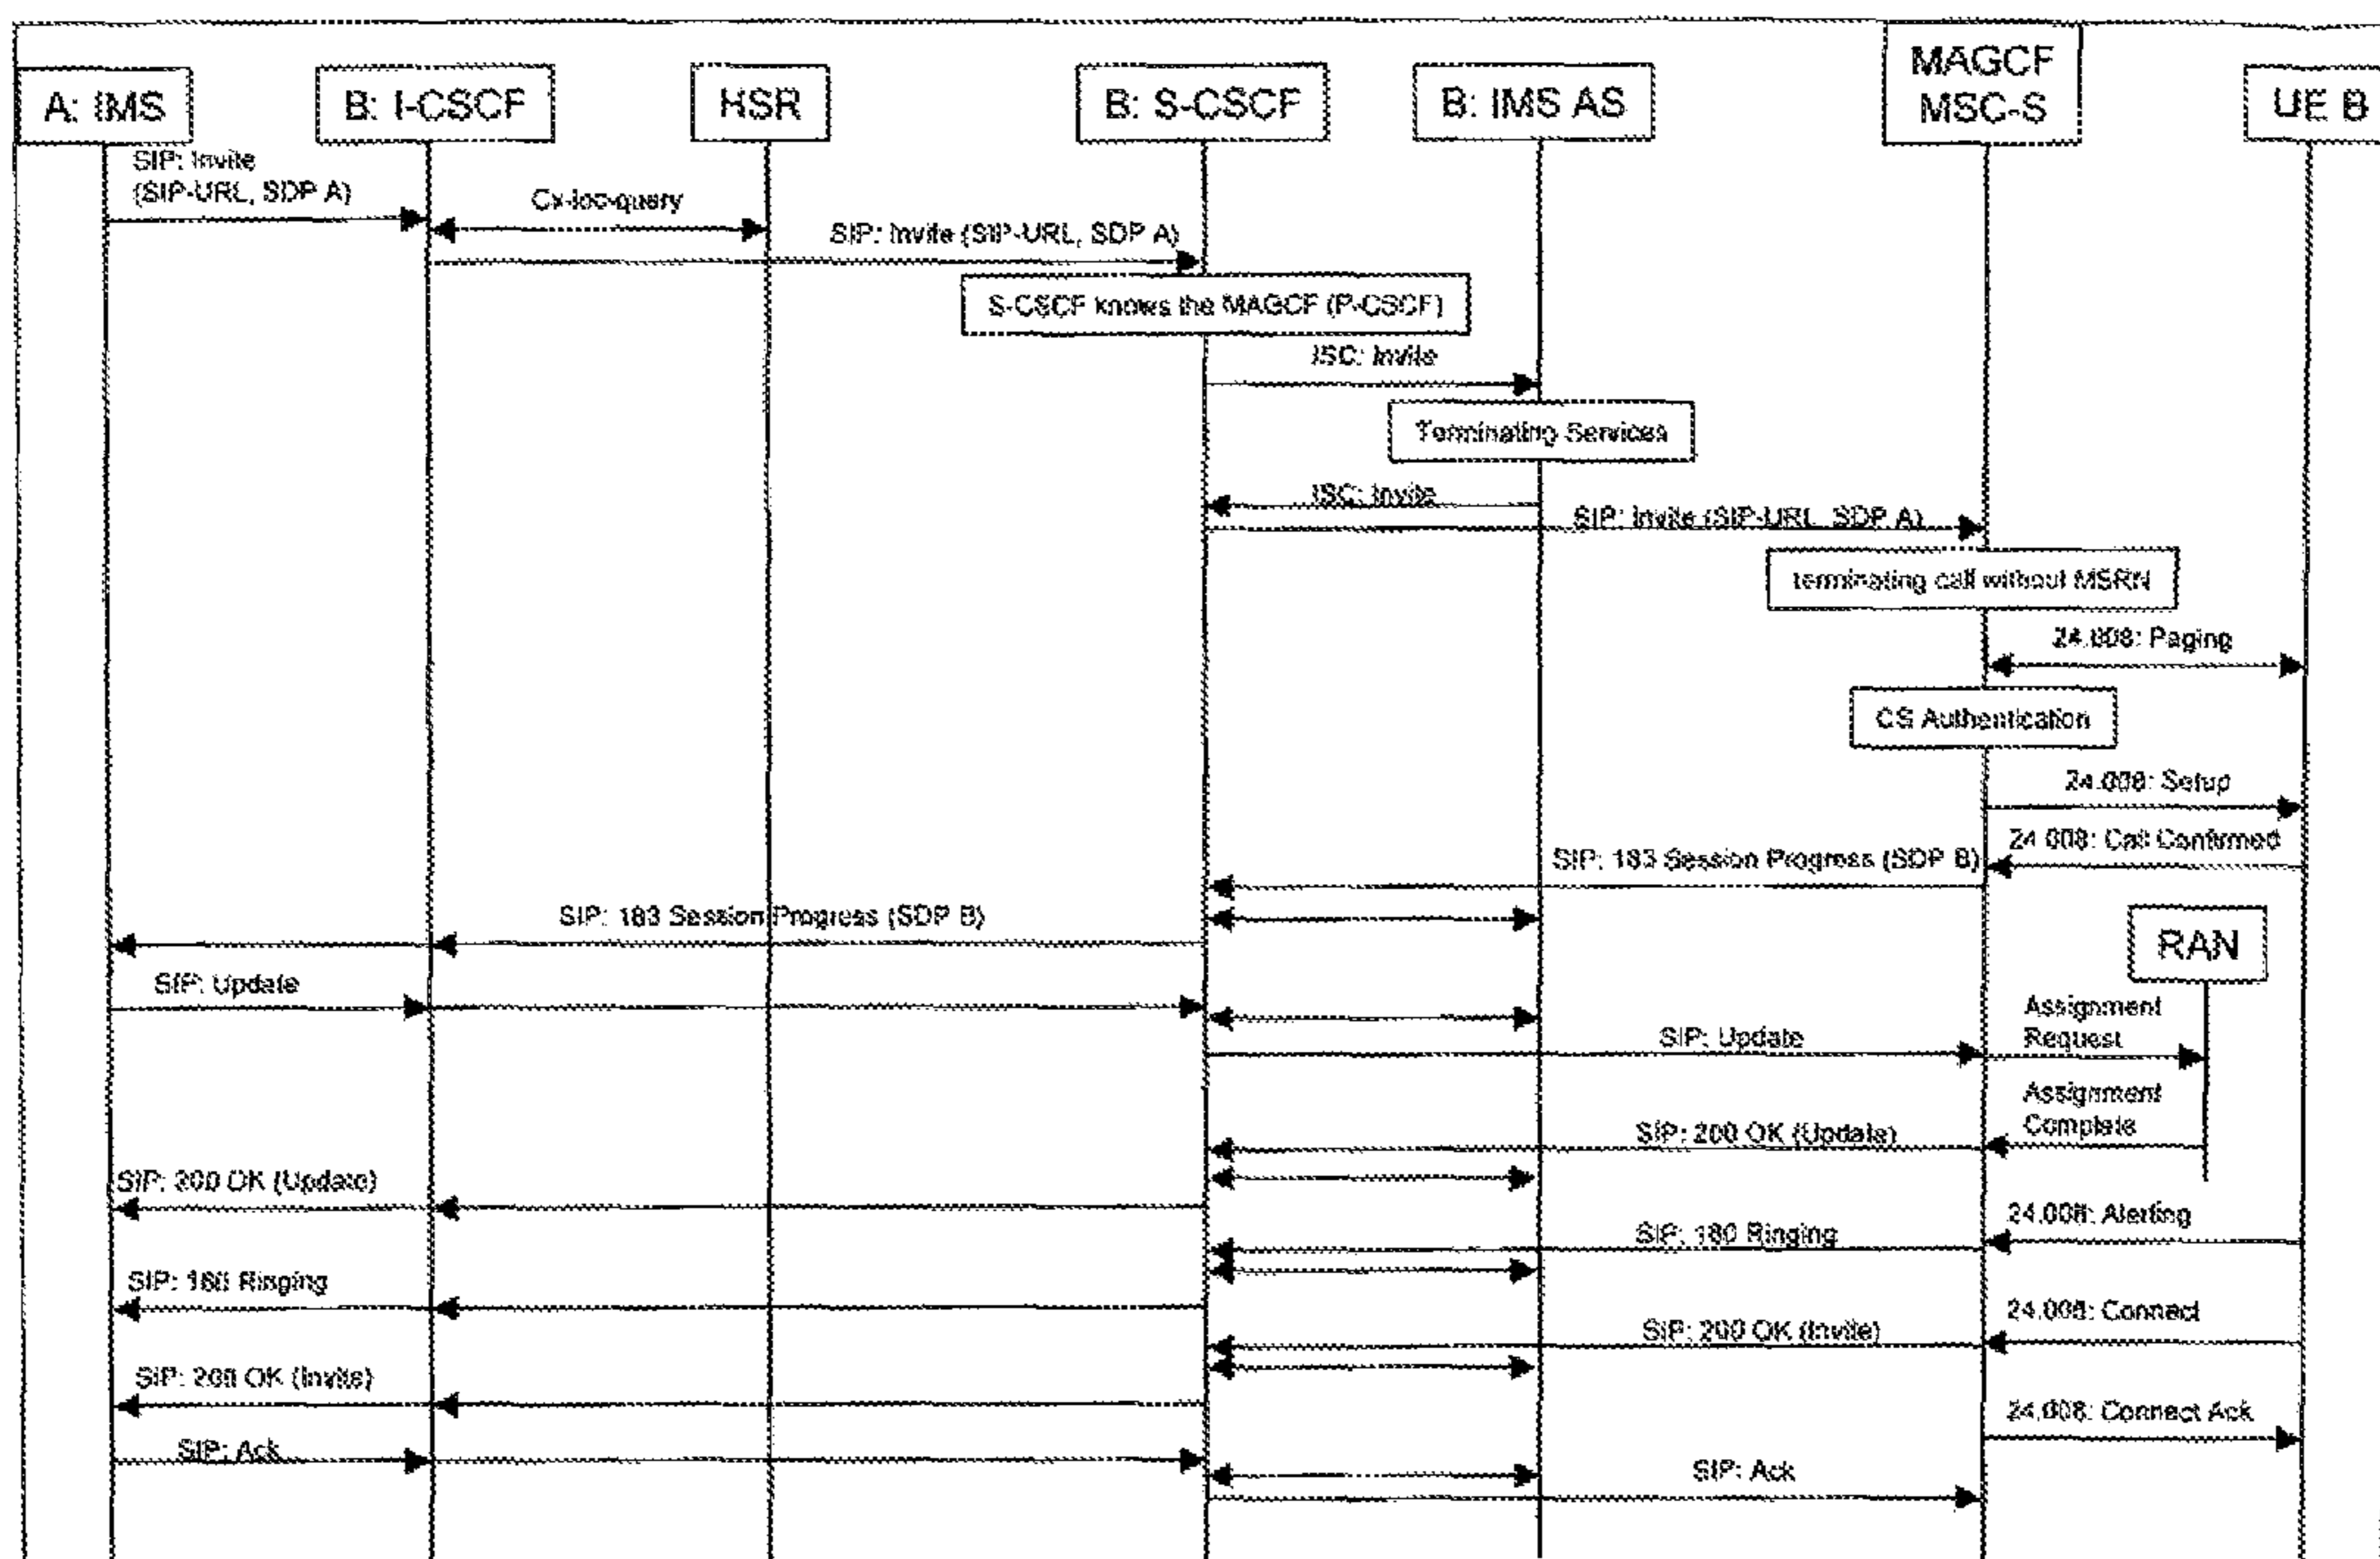 A: IMS
B: I-CSCF
HSR
B: S-CSCF
B: IMS AS
MAGCF
MSC-S
UE B
SIP: Invite
(SIP-URL, SDP A)
Cx-loc-query
SIP: Invite (SIP-URL, SDP A)
S-CSCF knows the MAGCF (P-CSCF)
ISC: Invite
Terminating Services
ISC: Invite
SIP: Invite (SIP-URL, SDP A)
terminating call without MSRN
24.008: Paging
CS Authentication
24.008: Setup
24.008: Call Confirmed
SIP: 183 Session Progress (SDP B)
SIP: 183 Session Progress (SDP B)
RAN
SIP: Update
Assignment
Request
SIP: Update
Assignment
Complete
SIP: 200 OK (Update)
SIP: 200 OK (Update)
24.008: Alerting
SIP: 180 Ringing
SIP: 180 Ringing
24.008: Connect
SIP: 200 OK (Invite)
SIP: 200 OK (Invite)
24.008: Connect Ack
SIP: Ack
SIP: Ack